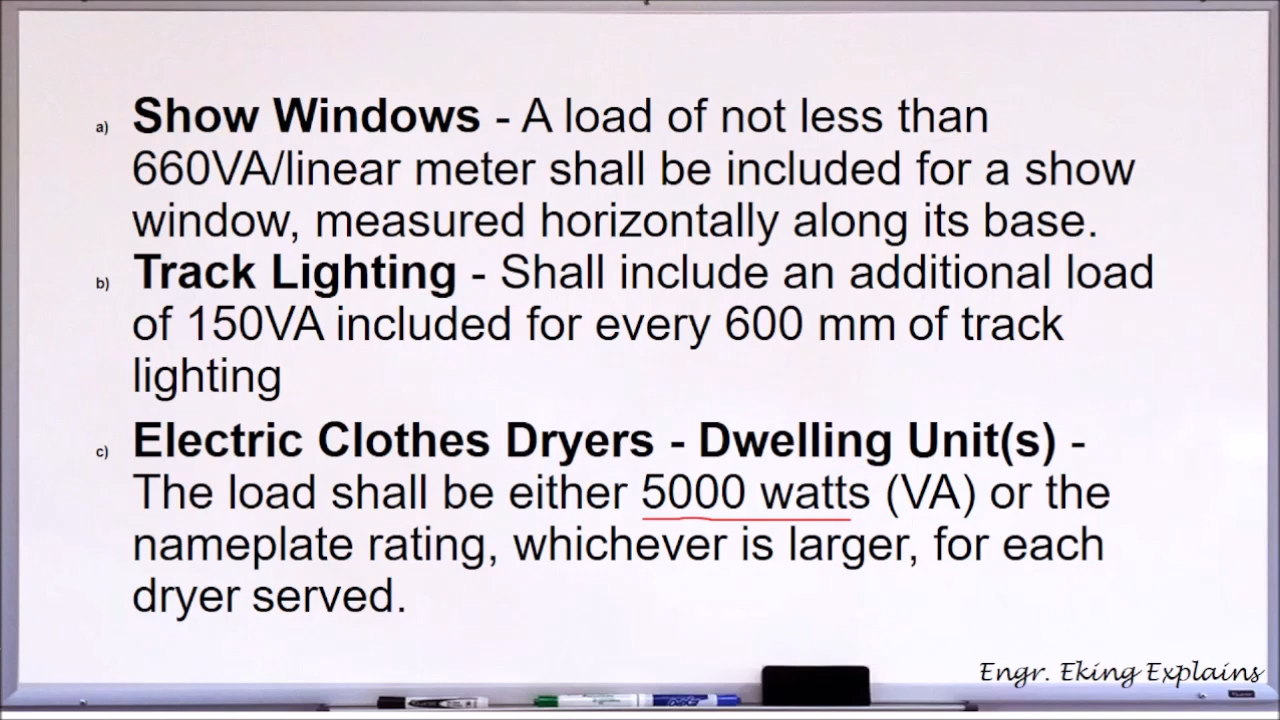 a) Show Windows - A load of not less than
660VA/linear meter shall be included for a show
window, measured horizontally along its base.
b) Track Lighting - Shall include an additional load
of 150VA included for every 600 mm of track
lighting
c) Electric Clothes Dryers - Dwelling Unit(s) -
The load shall be either 5000 watts (VA) or the
nameplate rating, whichever is larger, for each
dryer served.
Engr. Eking Explains